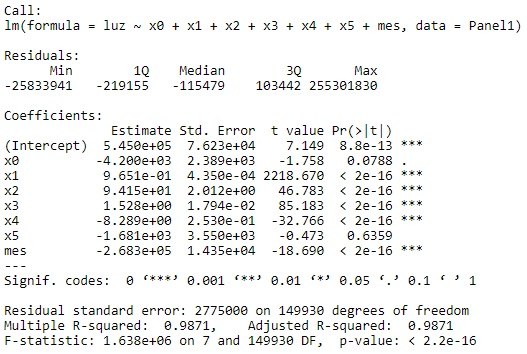 Call:
lm(formula = luz ~ x0 + x1 + x2 + x3 + x4 + x5 + mes, data = Panel1)
Residuals:
Min 1Q Median 3Q Max
-25833941 -219155 -115479 103442 255301830
Coefficients:
Estimate Std. Error t value Pr(>|t|)
(Intercept) 5.450e+05 7.623e+04 7.149 8.8e-13 ***
x0 -4.200e+03 2.389e+03 -1.758 0.0788 .
x1 9.651e-01 4.350e-04 2218.670 < 2e-16 ***
x2 9.415e+01 2.012e+00 46.783 < 2e-16 ***
x3 1.528e+00 1.794e-02 85.183 < 2e-16 ***
x4 -8.289e+00 2.530e-01 -32.766 < 2e-16 ***
x5 -1.681e+03 3.550e+03 -0.473 0.6359
mes -2.683e+05 1.435e+04 -18.690 < 2e-16 ***
---
Signif. codes: 0 ‘***’ 0.001 ‘**’ 0.01 ‘*’ 0.05 ‘.’ 0.1 ‘ ’ 1
Residual standard error: 2775000 on 149930 degrees of freedom
Multiple R-squared: 0.9871, Adjusted R-squared: 0.9871
F-statistic: 1.638e+06 on 7 and 149930 DF, p-value: < 2.2e-16